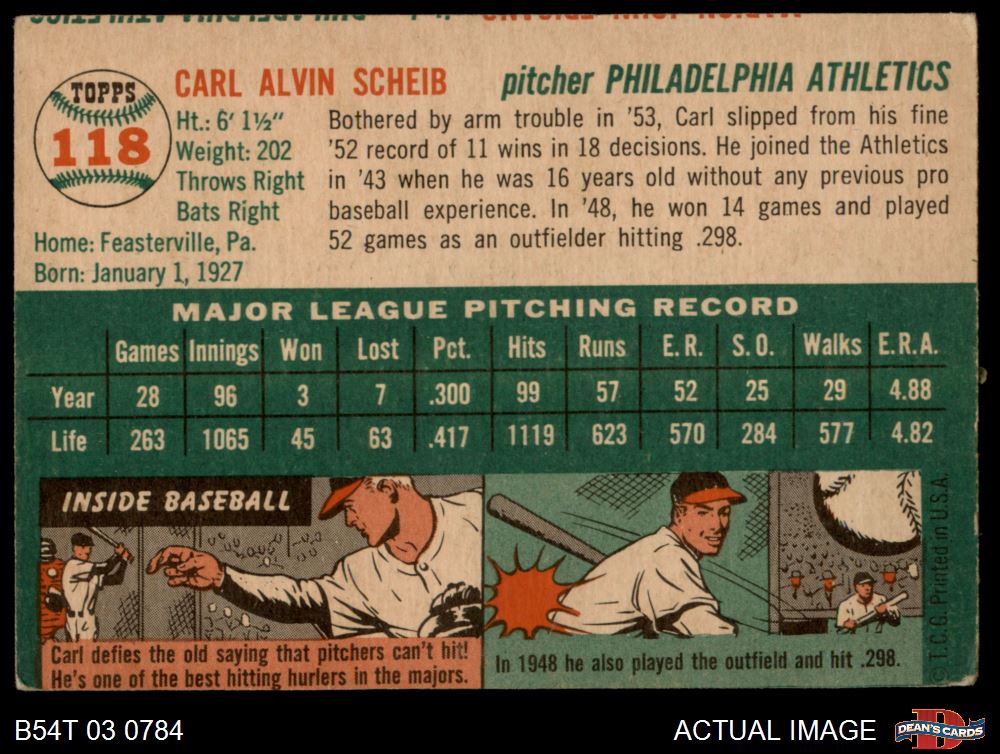 TOPPS
118
CARL ALVIN SCHEIB
pitcher PHILADELPHIA ATHLETICS
Ht.: 6' 1½"
Weight: 202
Throws Right
Bats Right
Home: Feasterville, Pa.
Born: January 1, 1927
Bothered by arm trouble in '53, Carl slipped from his fine
'52 record of 11 wins in 18 decisions. He joined the Athletics
in '43 when he was 16 years old without any previous pro
baseball experience. In '48, he won 14 games and played
52 games as an outfielder hitting .298.
MAJOR LEAGUE PITCHING RECORD
Games Innings Won Lost Pct. Hits Runs E.R. S.O. Walks E.R.A.
Year 28 96 3 7 .300 99 57 52 25 29 4.88
Life 263 1065 45 63 .417 1119 623 570 284 577 4.82
INSIDE BASEBALL
Carl defies the old saying that pitchers can't hit!
He's one of the best hitting hurlers in the majors.
In 1948 he also played the outfield and hit .298.
© T.C.G. Printed in U.S.A.
B54T 03 0784
ACTUAL IMAGE
DEAN'S CARDS